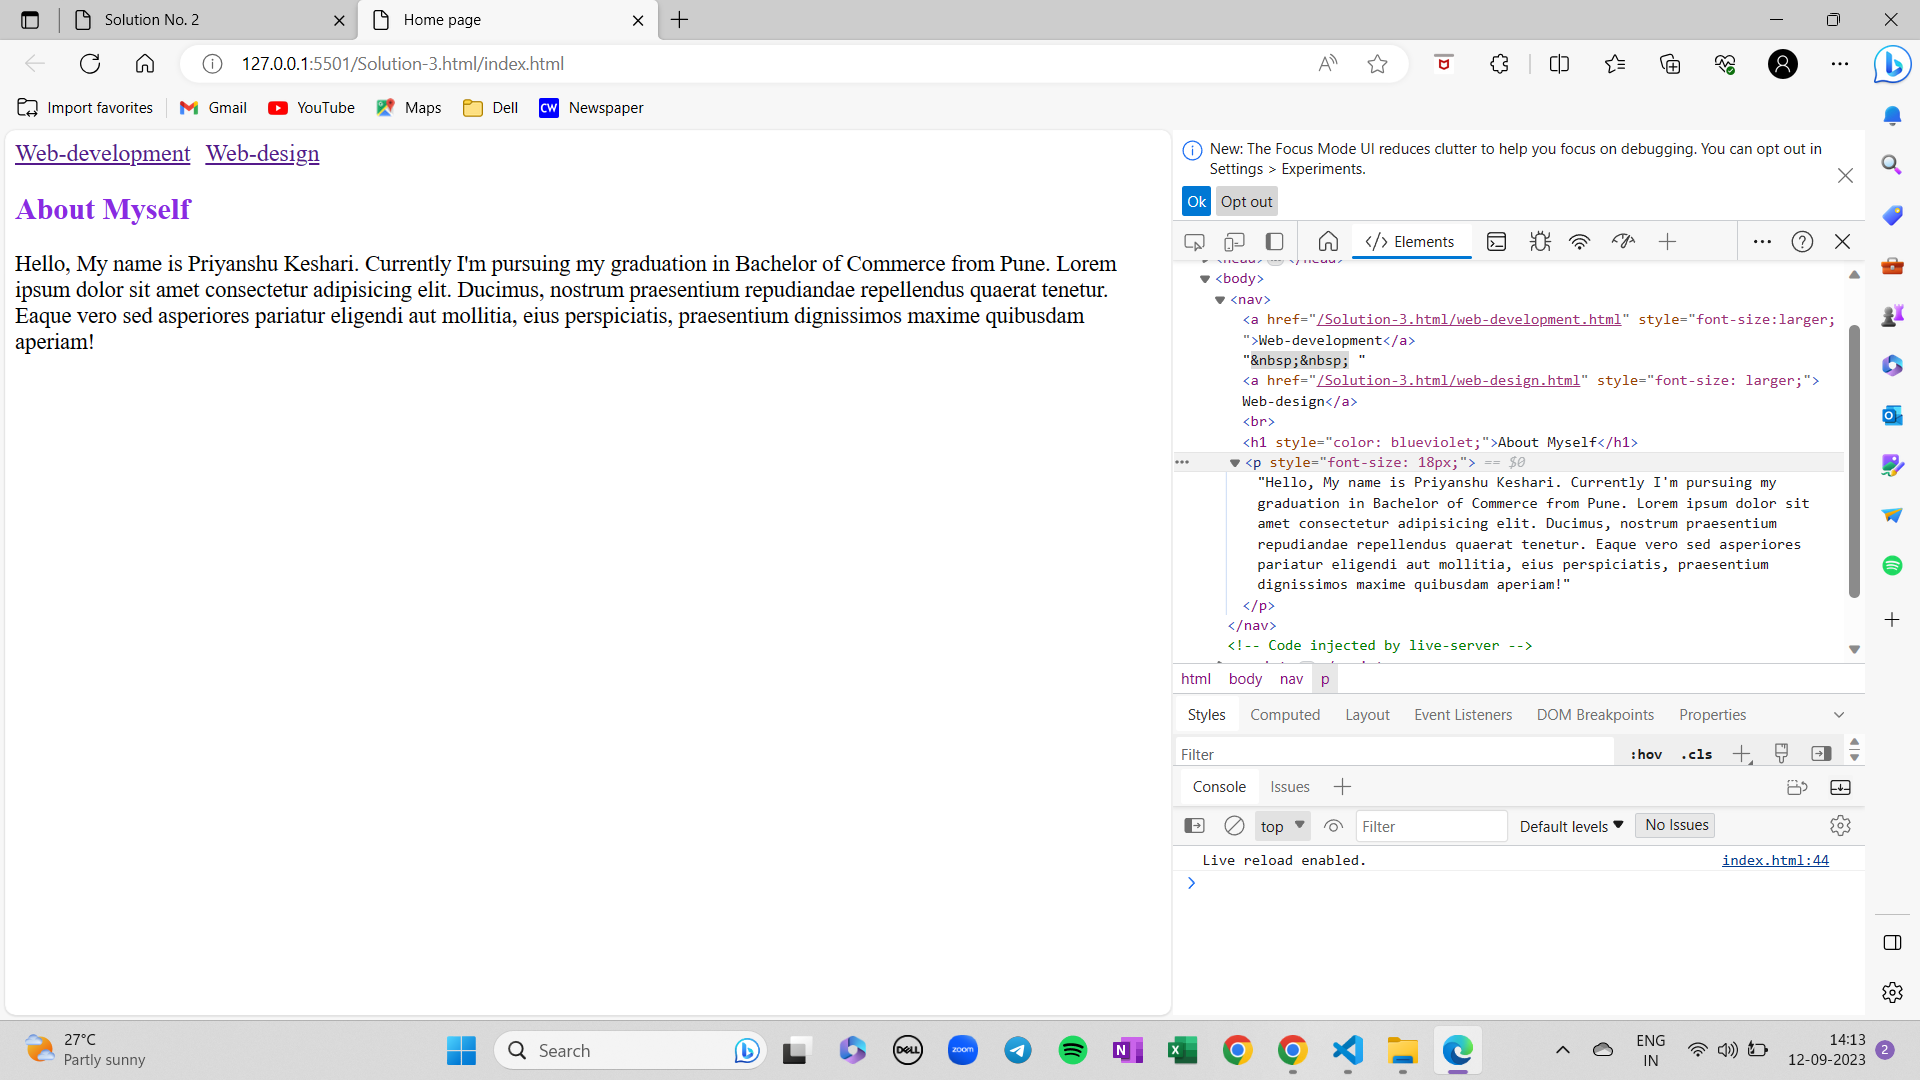 Solution No. 2
Home page
127.0.0.1:5501/Solution-3.html/index.html
Import favorites
Gmail
YouTube
Maps
Dell
CW
Newspaper
Web-development Web-design
About Myself
Hello, My name is Priyanshu Keshari. Currently I'm pursuing my graduation in Bachelor of Commerce from Pune. Lorem
ipsum dolor sit amet consectetur adipisicing elit. Ducimus, nostrum praesentium repudiandae repellendus quaerat tenetur.
Eaque vero sed asperiores pariatur eligendi aut mollitia, eius perspiciatis, praesentium dignissimos maxime quibusdam
aperiam!
New: The Focus Mode UI reduces clutter to help you focus on debugging. You can opt out in
Settings > Experiments.
Ok Opt out
Elements
<body>
<nav>
<a href="/Solution-3.html/web-development.html" style="font-size:larger;
">Web-development</a>
"&nbsp;&nbsp; "
<a href="/Solution-3.html/web-design.html" style="font-size: larger;">
Web-design</a>
<br>
<h1 style="color: blueviolet;">About Myself</h1>
<p style="font-size: 18px;"> == $0
"Hello, My name is Priyanshu Keshari. Currently I'm pursuing my
graduation in Bachelor of Commerce from Pune. Lorem ipsum dolor sit
amet consectetur adipisicing elit. Ducimus, nostrum praesentium
repudiandae repellendus quaerat tenetur. Eaque vero sed asperiores
pariatur eligendi aut mollitia, eius perspiciatis, praesentium
dignissimos maxime quibusdam aperiam!"
</p>
</nav>
<!-- Code injected by live-server -->
html body nav p
Styles Computed Layout Event Listeners DOM Breakpoints Properties
Filter
:hov .cls
Console Issues
top
Filter
Default levels
No Issues
Live reload enabled.
index.html:44
27°C
Partly sunny
Search
DELL
zoom
ENG
IN
14:13
12-09-2023
2